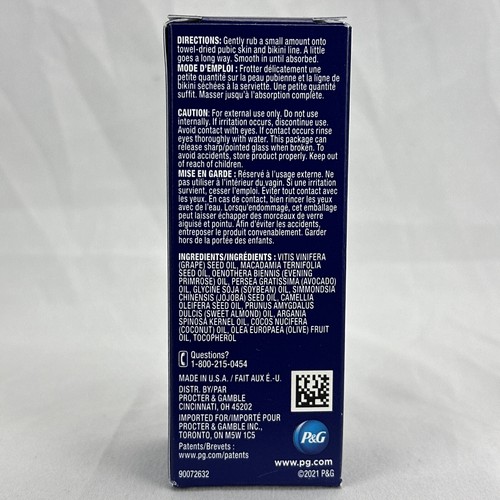 DIRECTIONS: Gently rub a small amount onto
towel-dried pubic skin and bikini line. A little
goes a long way. Smooth in until absorbed.
MODE D'EMPLOI : Frotter délicatement une
petite quantité sur la peau pubienne et la ligne de
bikini séchées à la serviette. Une petite quantité
suffit. Masser jusqu'à l'absorption complète.
CAUTION: For external use only. Do not use
internally. If irritation occurs, discontinue use.
Avoid contact with eyes. If contact occurs rinse
eyes thoroughly with water. This package can
release sharp/pointed glass when broken. To
avoid accidents, store product properly. Keep out
of reach of children.
MISE EN GARDE : Réservé à l'usage externe. Ne
pas utiliser à l'intérieur du vagin. Si une irritation
survient, cesser l'emploi. Éviter tout contact avec
les yeux. En cas de contact, bien rincer les yeux
avec de l'eau. Lorsqu'endommagé, cet emballage
peut laisser échapper des morceaux de verre
aiguisé et pointu. Afin d'éviter les accidents,
entreposer le produit convenablement. Garder
hors de la portée des enfants.
INGREDIENTS/INGRÉDIENTS : VITIS VINIFERA
(GRAPE) SEED OIL, MACADAMIA TERNIFOLIA
SEED OIL, OENOTHERA BIENNIS (EVENING
PRIMROSE) OIL, PERSEA GRATISSIMA (AVOCADO)
OIL, GLYCINE SOJA (SOYBEAN) OIL, SIMMONDSIA
CHINENSIS (JOJOBA) SEED OIL, CAMELLIA
OLEIFERA SEED OIL, PRUNUS AMYGDALUS
DULCIS (SWEET ALMOND) OIL, ARGANIA
SPINOSA KERNEL OIL, COCOS NUCIFERA
(COCONUT) OIL, OLEA EUROPAEA (OLIVE) FRUIT
OIL, TOCOPHEROL
Questions?
1-800-215-0454
MADE IN U.S.A. / FAIT AUX É.-U.
DISTR. BY/PAR
PROCTER & GAMBLE
CINCINNATI, OH 45202
IMPORTED FOR/IMPORTÉ POUR
PROCTER & GAMBLE INC.,
TORONTO, ON M5W 1C5
Patents/Brevets :
www.pg.com/patents
90072632
P&G
www.pg.com
©2021 P&G